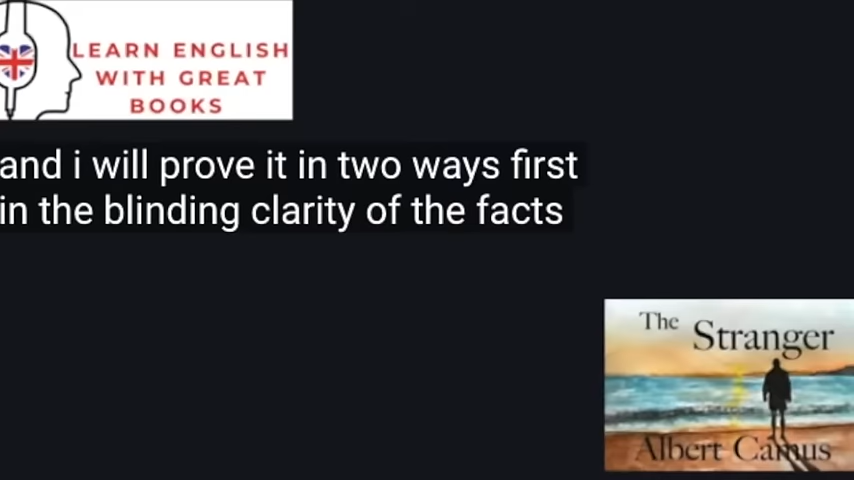 LEARN ENGLISH
WITH GREAT
BOOKS
and i will prove it in two ways first
in the blinding clarity of the facts
The Stranger
Albert Camus